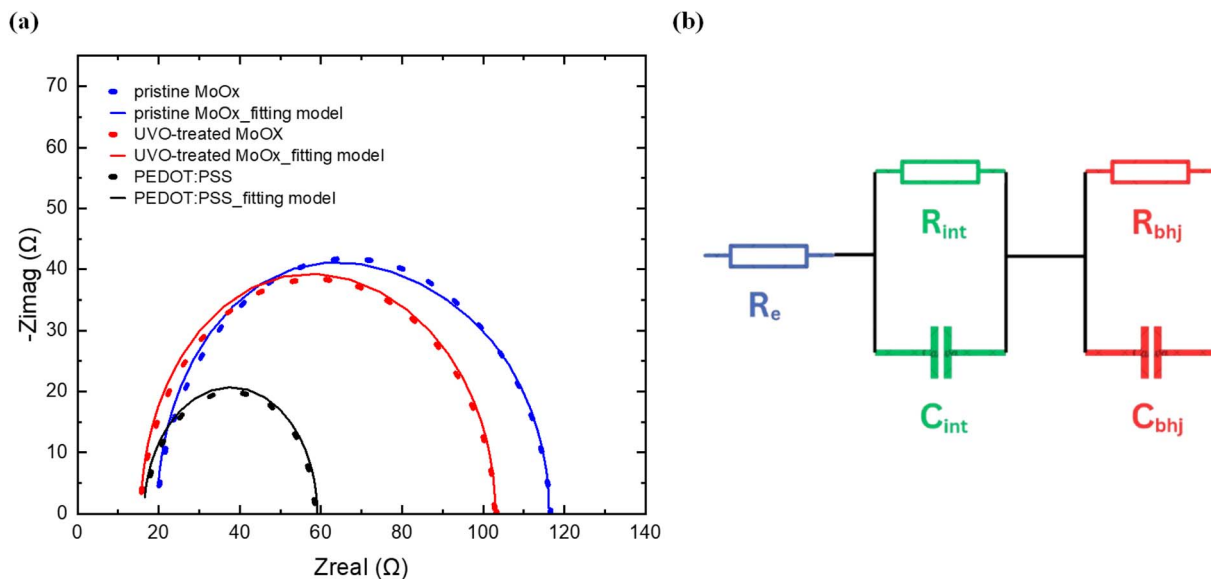 (a)
(b)
pristine MoOx
pristine MoOx_fitting model
UVO-treated MoOX
UVO-treated MoOx_fitting model
PEDOT:PSS
PEDOT:PSS_fitting model
-Zimag (Ω)
70
60
50
40
30
20
10
0
0 20 40 60 80 100 120 140
Zreal (Ω)
Re
Rint
Cint
Rbhj
Cbhj